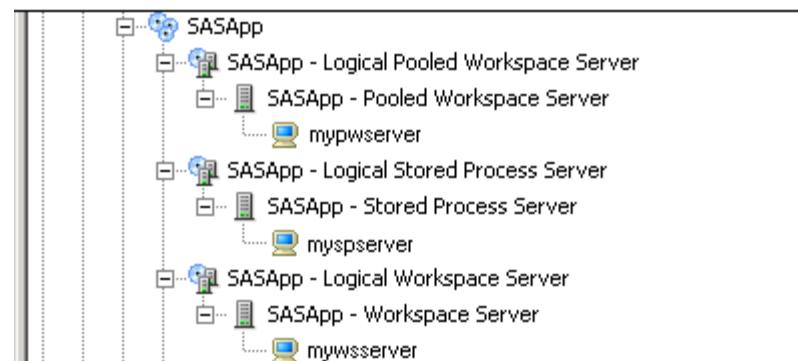 SASApp
SASApp - Logical Pooled Workspace Server
SASApp - Pooled Workspace Server
mypwserver
SASApp - Logical Stored Process Server
SASApp - Stored Process Server
myspserver
SASApp - Logical Workspace Server
SASApp - Workspace Server
mywsserver